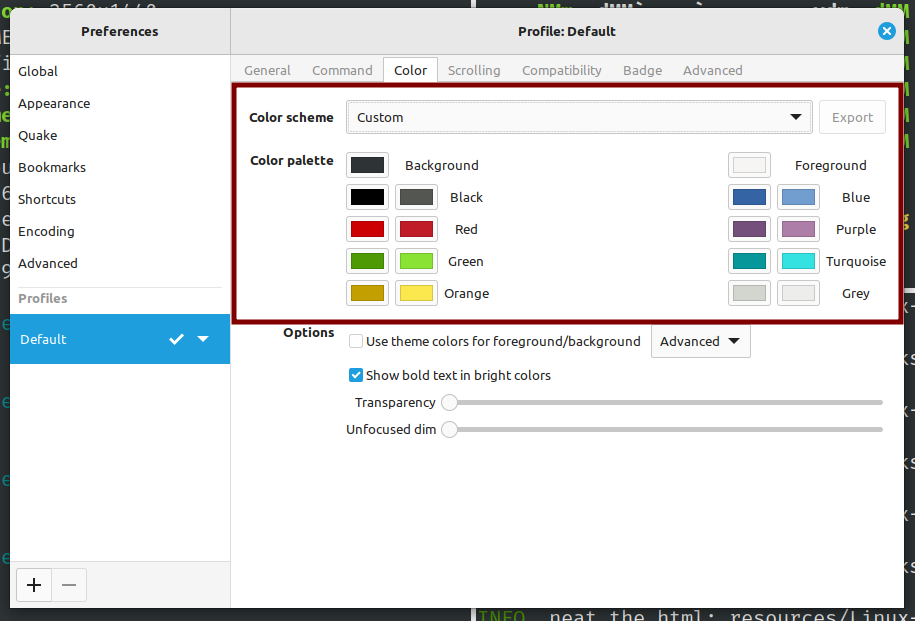 Preferences
Profile: Default
Global
Appearance
Quake
Bookmarks
Shortcuts
Encoding
Advanced
Profiles
Default
General Command Color Scrolling Compatibility Badge Advanced
Color scheme Custom Export
Color palette Background Foreground
Black Blue
Red Purple
Green Turquoise
Orange Grey
Options Use theme colors for foreground/background Advanced
Show bold text in bright colors
Transparency
Unfocused dim
INFO neat the html: resources/Linux-